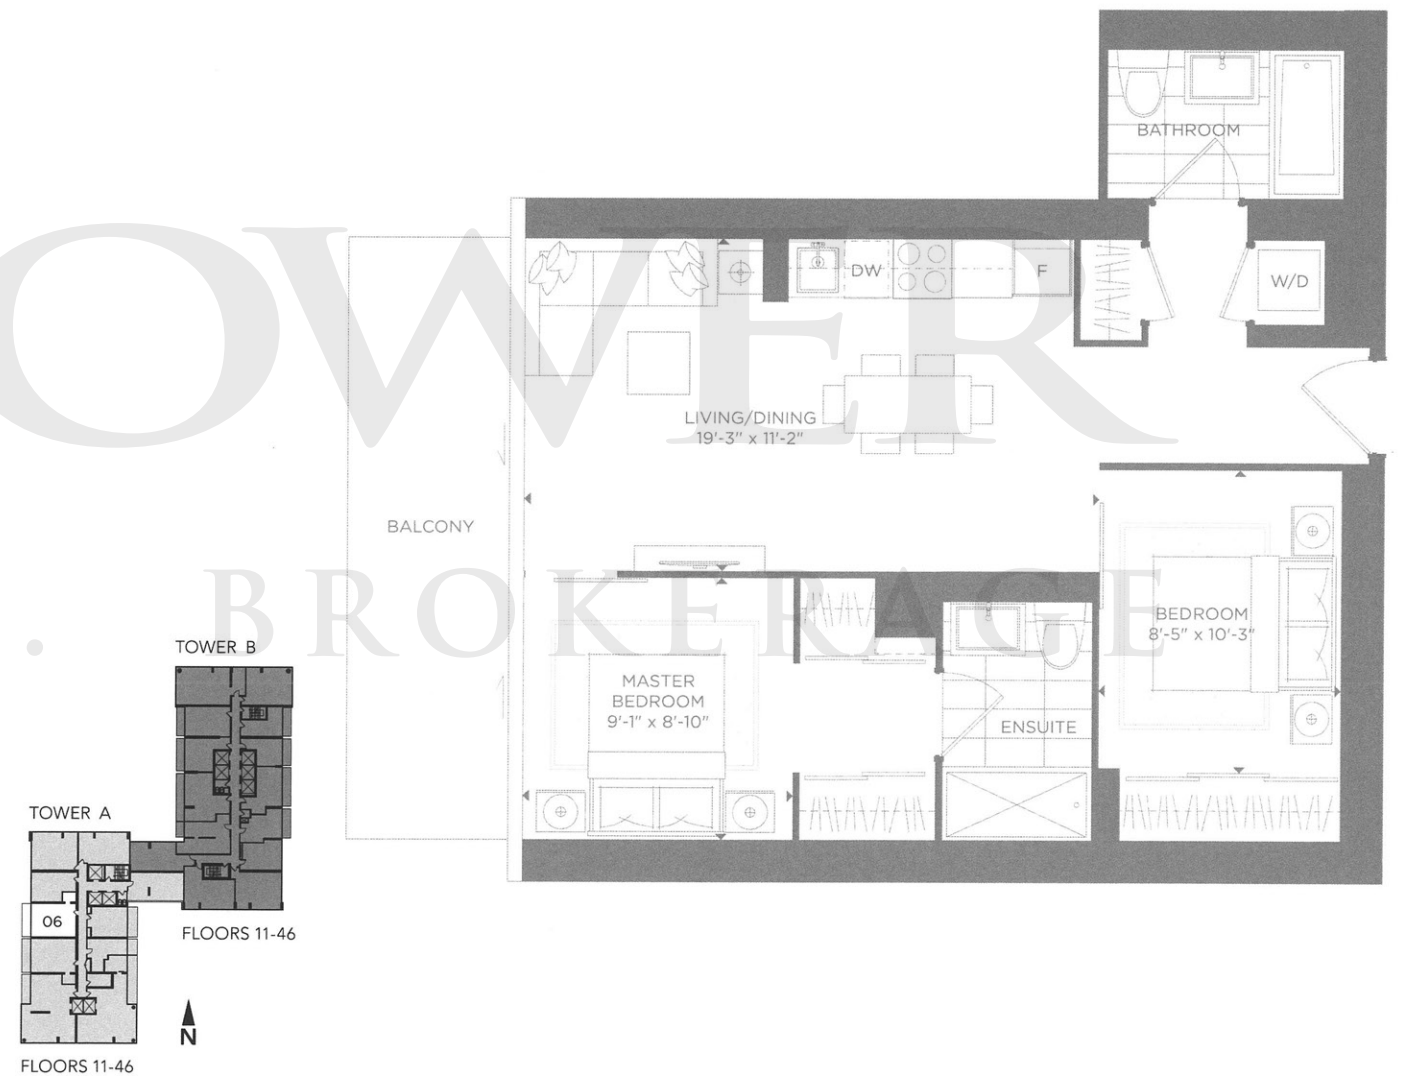 OWER
. BROKERAGE
BATHROOM
DW
F
W/D
LIVING/DINING
19'-3" x 11'-2"
BALCONY
BEDROOM
8'-5" x 10'-3"
MASTER
BEDROOM
9'-1" x 8'-10"
ENSUITE
TOWER B
TOWER A
06
FLOORS 11-46
N
FLOORS 11-46